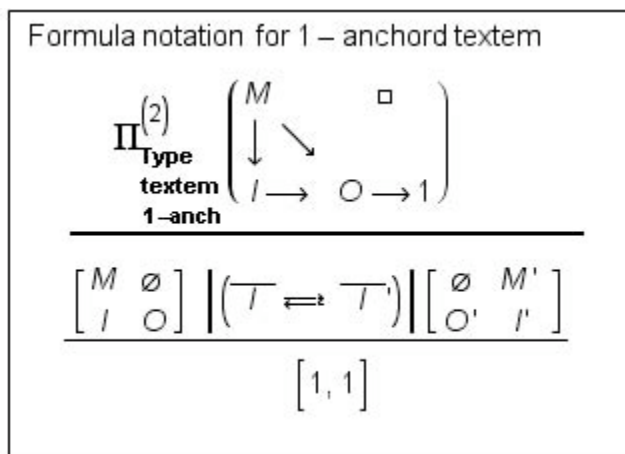 Formula notation for 1 – anchord textem
∐(2) Type textem 1–anch ( M □
↓ ↘
I → O → 1 )
[ M ∅ | ( I ⇌ I ' ) | [ ∅ M '
I O ] O' I' ]
[1, 1]